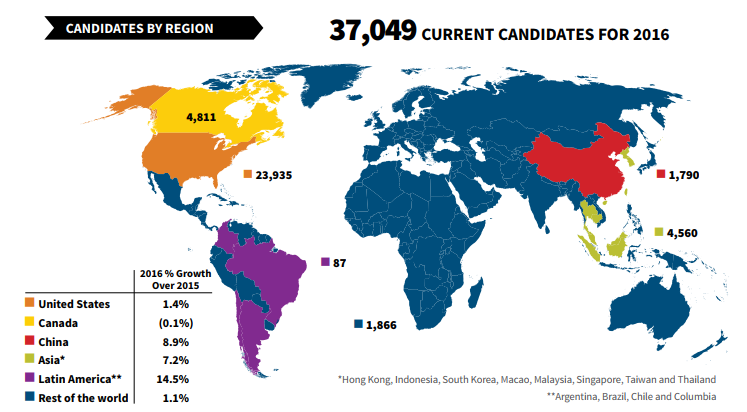 CANDIDATES BY REGION
37,049 CURRENT CANDIDATES FOR 2016
4,811
23,935
1,790
4,560
87
1,866
2016 % Growth
Over 2015
United States 1.4%
Canada (0.1%)
China 8.9%
Asia* 7.2%
Latin America** 14.5%
Rest of the world 1.1%
*Hong Kong, Indonesia, South Korea, Macao, Malaysia, Singapore, Taiwan and Thailand
**Argentina, Brazil, Chile and Columbia